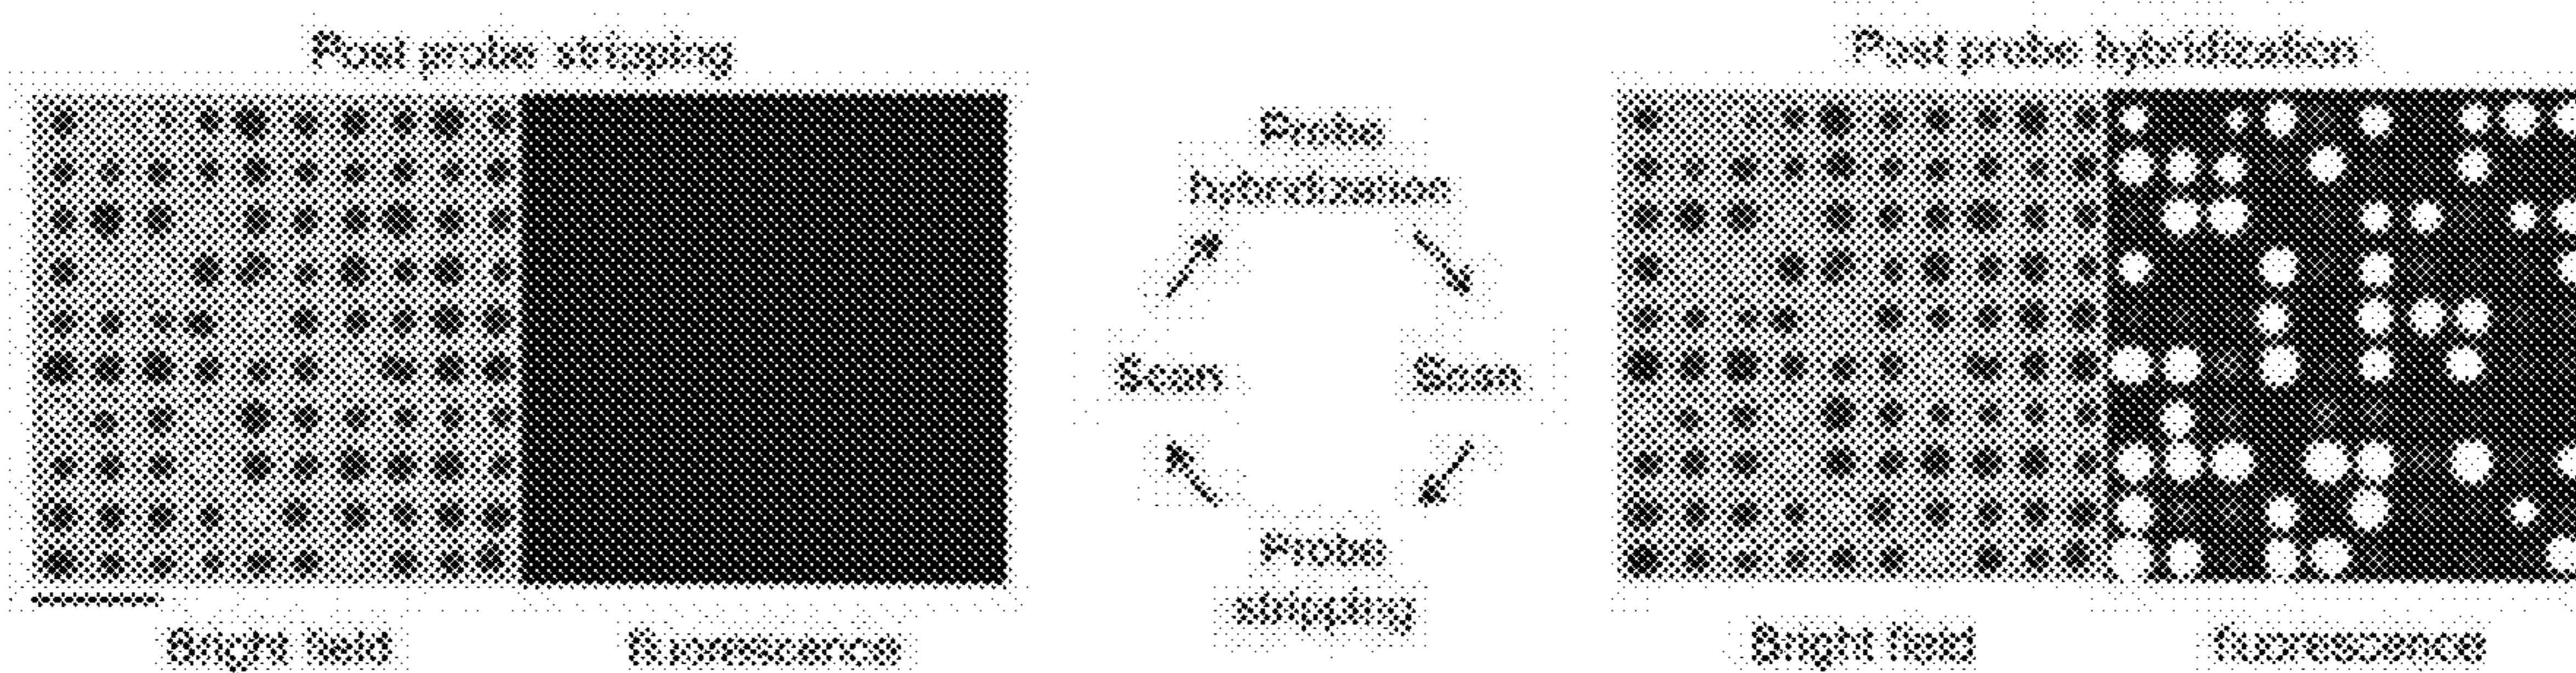 Post probe stripping
Post probe hybridization
Probe
hybridization
Scan
Scan
Probe
stripping
Bright field
fluorescence
Bright field
fluorescence